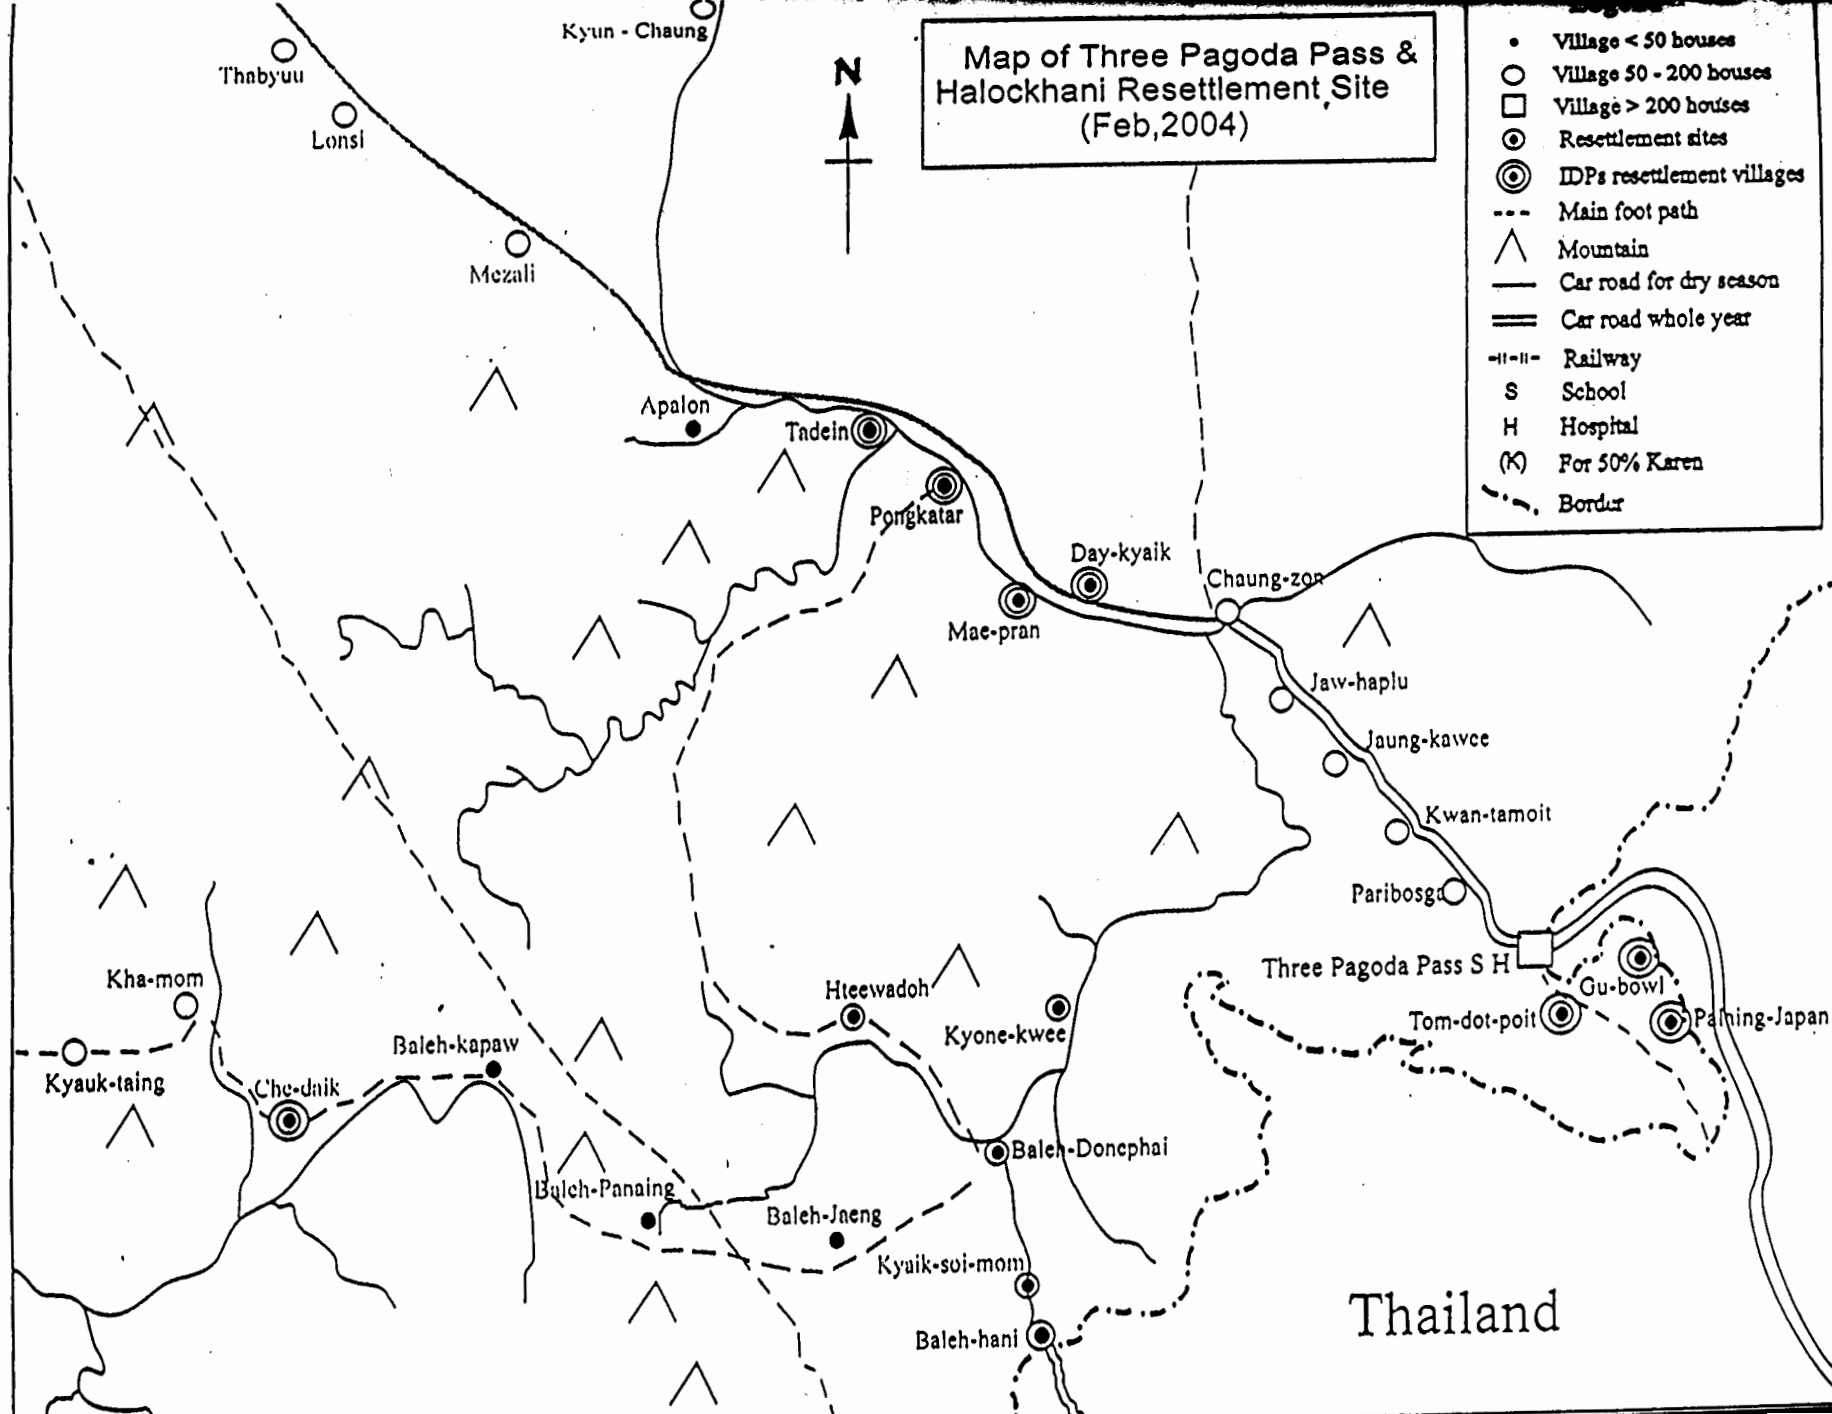 Kyun - Chaung
Thabyuu
Lonsi
Mezali
N
Map of Three Pagoda Pass &
Halockhani Resettlement Site
(Feb,2004)
Village < 50 houses
Village 50 - 200 houses
Village > 200 houses
Resettlement sites
IDPs resettlement villages
Main foot path
Mountain
Car road for dry season
Car road whole year
Railway
S School
H Hospital
(K) For 50% Karen
Border
Apalon
Tadein
Pongkatar
Day-kyaik
Mae-pran
Chaung-zon
Jaw-haplu
Jaung-kawee
Kwan-tamoit
Paribosga
Three Pagoda Pass S H
Gu-bowl
Tom-dot-poit
Kha-mom
Kyauk-taing
Che-daik
Baleh-kapaw
Hteewadoh
Kyone-kwee
Baleh-Donephai
Baleh-Panaing
Baleh-Jaeng
Kyaik-soi-mom
Baleh-hani
Thailand